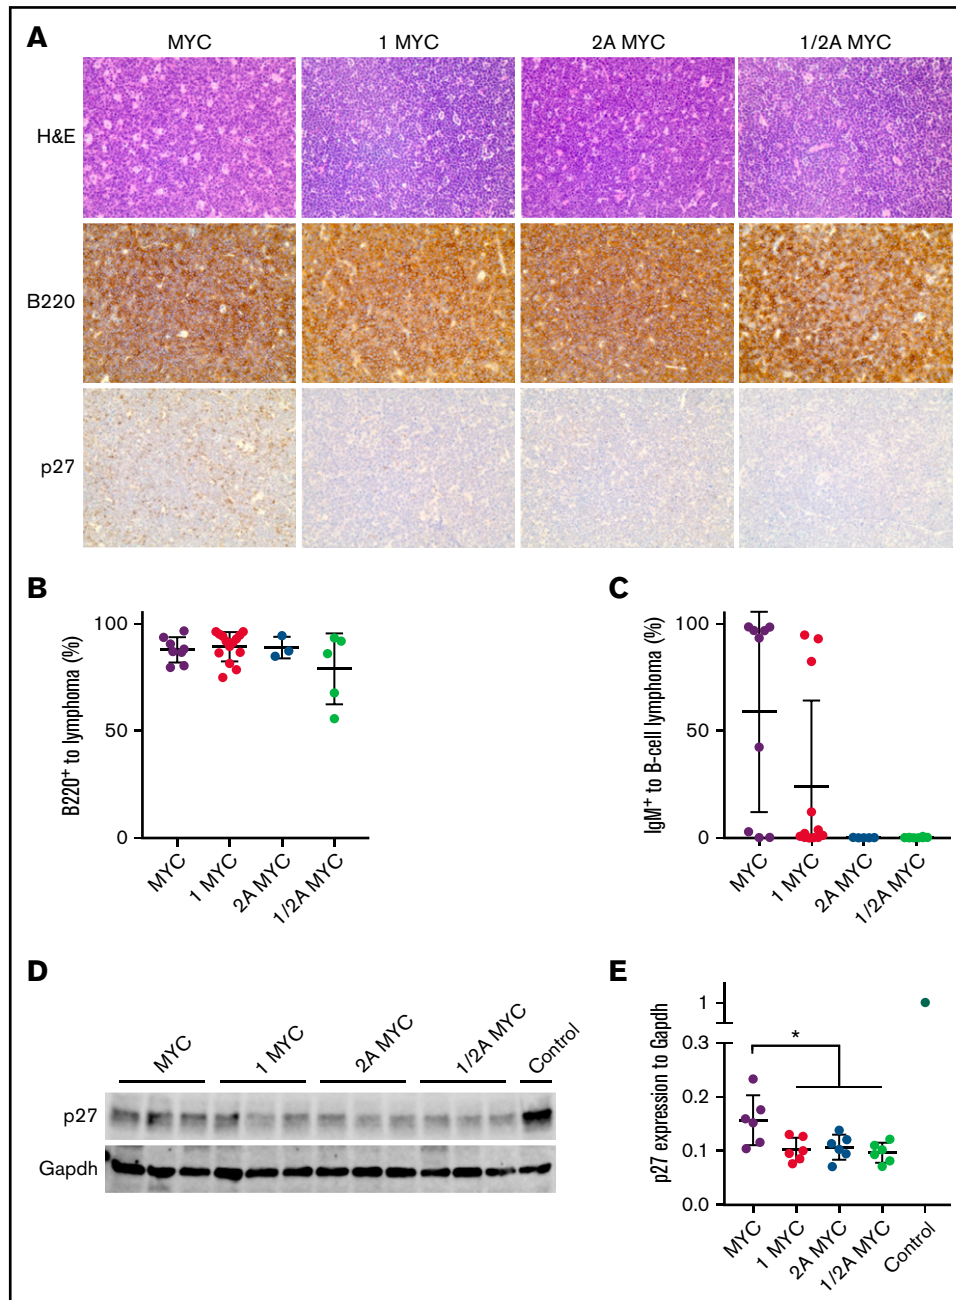 A
MYC 1 MYC 2A MYC 1/2A MYC
H&E
B220
p27
B
B220+ to lymphoma (%)
100
50
0
MYC 1 MYC 2A MYC 1/2A MYC
C
IgM+ to B-cell lymphoma (%)
100
50
0
MYC 1 MYC 2A MYC 1/2A MYC
D
MYC 1 MYC 2A MYC 1/2A MYC Control
p27
Gapdh
E
p27 expression to Gapdh
1
0.3
0.2
0.1
0.0
*
MYC 1 MYC 2A MYC 1/2A MYC Control